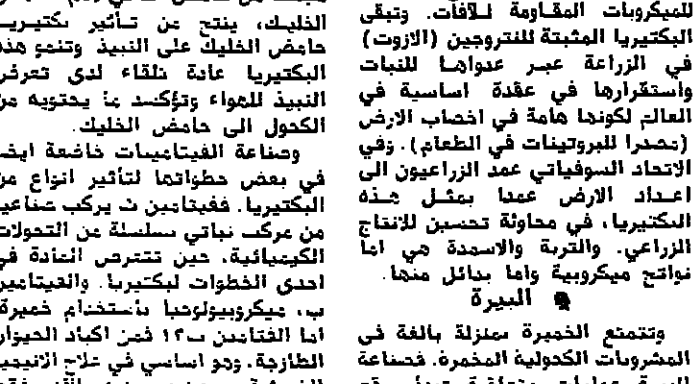 للميكروبات المقاومة للآفات. وتبقى
البكتيريا المثبتة للنتروجين (الازوت)
في الزراعة عبر عدواها للنبات
واستقرارها في عقدة اساسية في
العالم لكونها هامة في اخصاب الارض
(مصدرا للبروتينات في الطعام). وفي
الاتحاد السوفياتي عمد الزراعيون الى
اعداد الارض عمدا بمثل هذه
البكتيريا، في محاولة تحسين للانتاج
الزراعي. والتربة والاسمدة هي اما
نواتج ميكروبية واما بدائل منها.
البيرة
وتتمتع الخميرة بمنزلة بالغة في
المشروبات الكحولية المخمرة. فصناعة
الخليك، ينتج عن تأثير بكتيريا
حامض الخليك على النبيذ وتنمو هذه
البكتيريا عادة تلقاء لدى تعرض
النبيذ للهواء وتؤكسد ما يحتويه من
الكحول الى حامض الخليك.
وصناعة الفيتامينات خاضعة ايضا
في بعض خطواتها لتأثير انواع من
البكتيريا. ففيتامين ث يركب صناعيا
من مركب نباتي بسلسلة من التحولات
الكيميائية، حين تتعرض المادة في
احدى الخطوات لبكتيريا. والفيتامين
ب، ميكروبيولوجيا بأستخدام خميرة.
اما الفتامين ب١٢ فمن اكباد الحيوان
الطازجة. وهو اساسي في علاج الانيميا